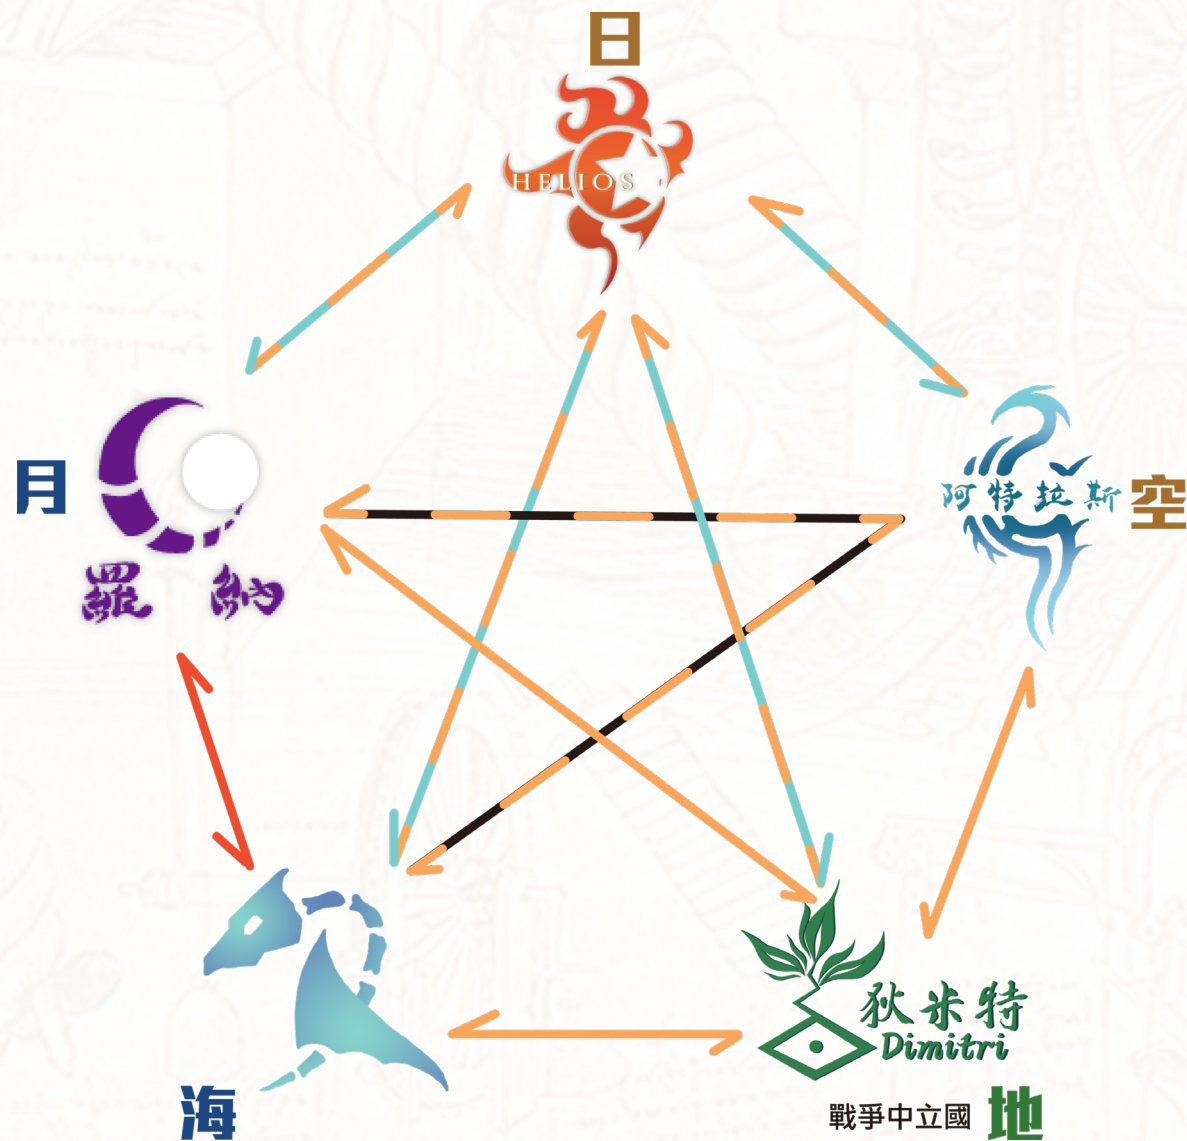 日
HELIOS
月
羅納
阿特拉斯
空
狄米特
Dimitri
海
戰爭中立國
地